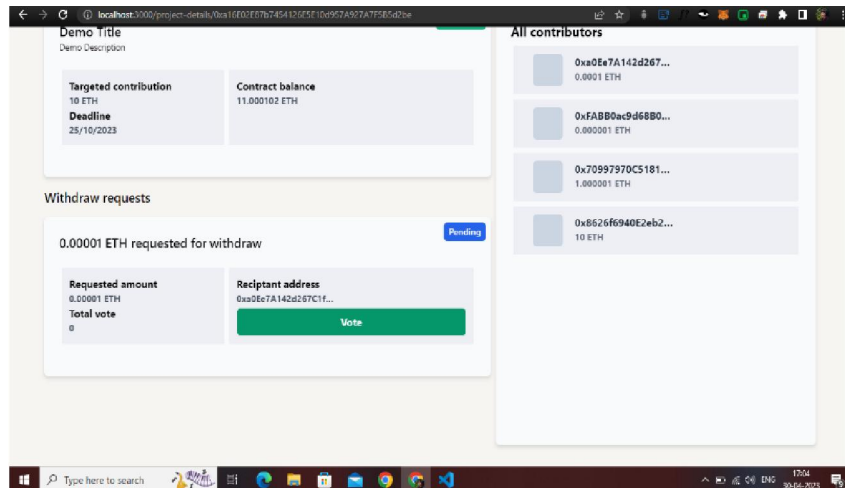 localhost:3000/project-details/0xa16E02E87b7454126E5E10d957A927A7F5B5d2be
Demo Title
Demo Description
Targeted contribution
10 ETH
Deadline
25/10/2023
Contract balance
11.000102 ETH
Withdraw requests
Pending
0.00001 ETH requested for withdraw
Requested amount
0.00001 ETH
Total vote
0
Reciptant address
0xa0Ee7A142d267C1f...
Vote
All contributors
0xa0Ee7A142d267...
0.0001 ETH
0xFABB0ac9d68B0...
0.000001 ETH
0x70997970C5181...
1.000001 ETH
0x8626f6940E2eb2...
10 ETH
Type here to search
ENG
17:04
30-04-2023